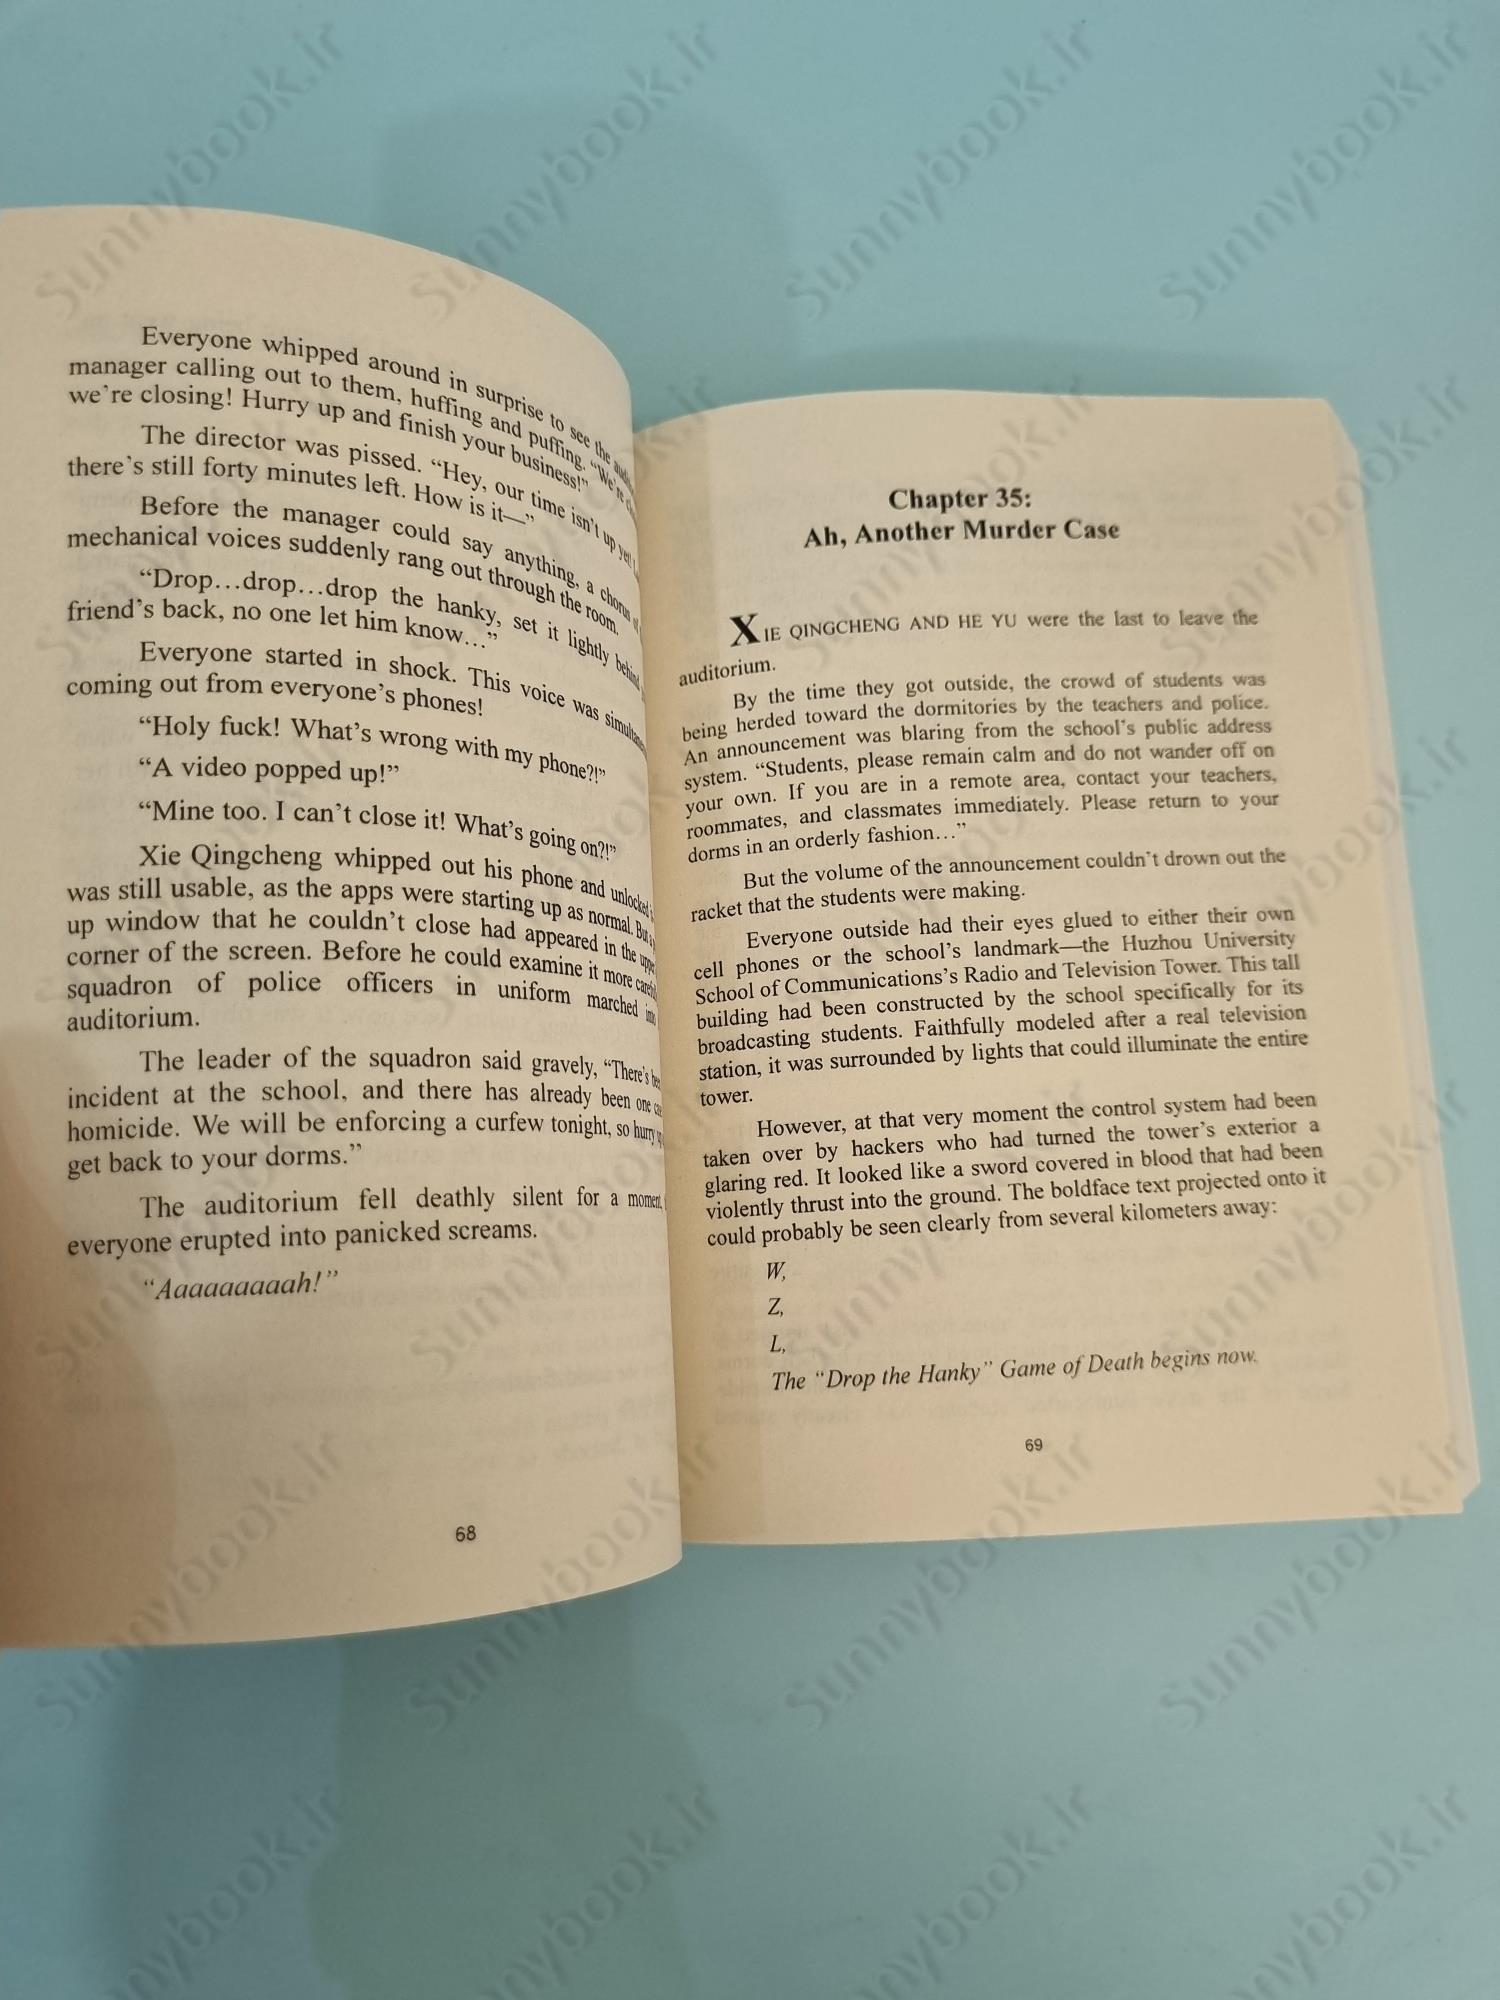 Everyone whipped around in surprise to see the
manager calling out to them, huffing and puffing. “We're
we're closing! Hurry up and finish your business!”
The director was pissed. “Hey, our time isn't up yet!
there's still forty minutes left. How is it—”
Before the manager could say anything, a chorus of
mechanical voices suddenly rang out through the room.
“Drop…drop…drop the hanky, set it lightly behind
friend's back, no one let him know…”
Everyone started in shock. This voice was
coming out from everyone's phones!
“Holy fuck! What's wrong with my phone?!”
“A video popped up!”
“Mine too. I can't close it! What's going on?!”
Xie Qingcheng whipped out his phone and unlocked
was still usable, as the apps were starting up as normal. But
up window that he couldn't close had appeared in the
corner of the screen. Before he could examine it more
squadron of police officers in uniform marched into
auditorium.
The leader of the squadron said gravely, “There's
incident at the school, and there has already been one
homicide. We will be enforcing a curfew tonight, so hurry
get back to your dorms.”
The auditorium fell deathly silent for a moment,
everyone erupted into panicked screams.
“Aaaaaaaaah!”
68
Chapter 35:
Ah, Another Murder Case
XIE QINGCHENG AND HE YU were the last to leave the
auditorium.
By the time they got outside, the crowd of students was
being herded toward the dormitories by the teachers and police.
An announcement was blaring from the school's public address
system. “Students, please remain calm and do not wander off on
your own. If you are in a remote area, contact your teachers,
roommates, and classmates immediately. Please return to your
dorms in an orderly fashion…”
But the volume of the announcement couldn't drown out the
racket that the students were making.
Everyone outside had their eyes glued to either their own
cell phones or the school's landmark—the Huzhou University
School of Communications's Radio and Television Tower. This tall
building had been constructed by the school specifically for its
broadcasting students. Faithfully modeled after a real television
station, it was surrounded by lights that could illuminate the entire
tower.
However, at that very moment the control system had been
taken over by hackers who had turned the tower's exterior a
glaring red. It looked like a sword covered in blood that had been
violently thrust into the ground. The boldface text projected onto it
could probably be seen clearly from several kilometers away:
W,
Z,
L,
The “Drop the Hanky” Game of Death begins now.
69
sunnybook.ir